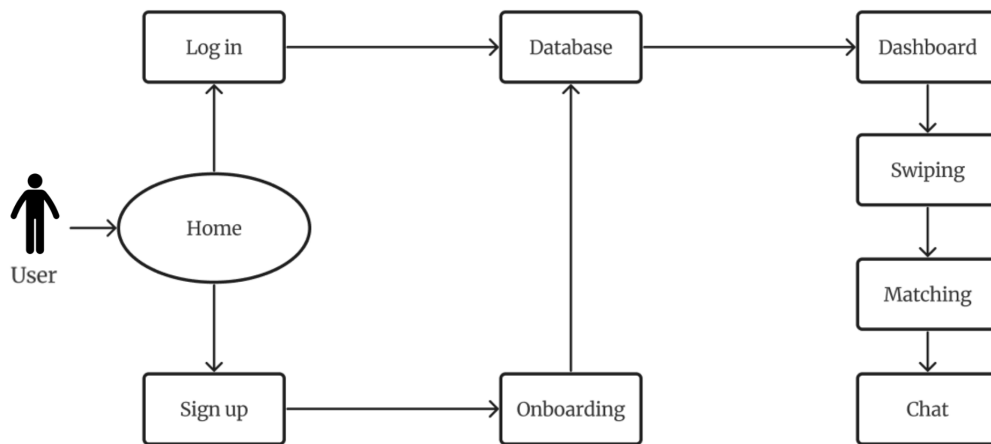 Log in
Database
Dashboard
Swiping
Home
User
Matching
Sign up
Onboarding
Chat